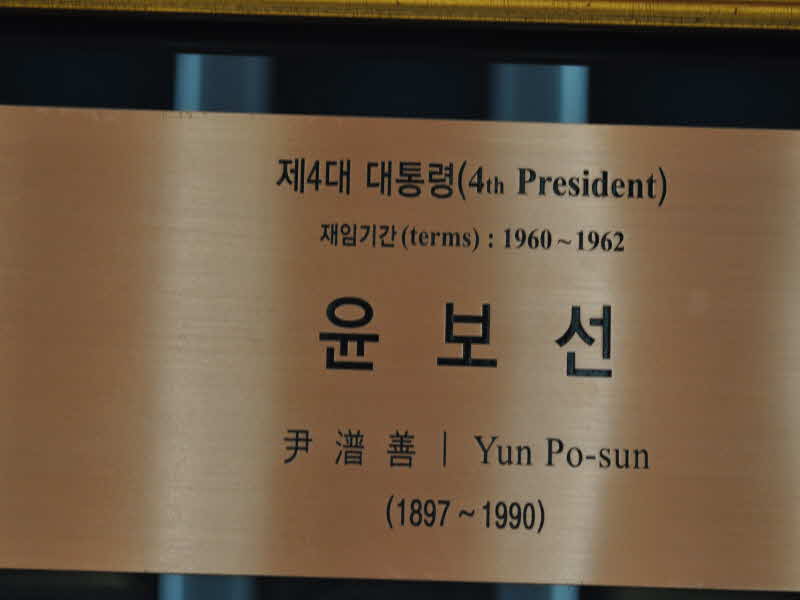 제4대 대통령(4th President)
재임기간(terms) : 1960 ~ 1962
윤 보 선
尹 潽 善 | Yun Po-sun
(1897 ~ 1990)